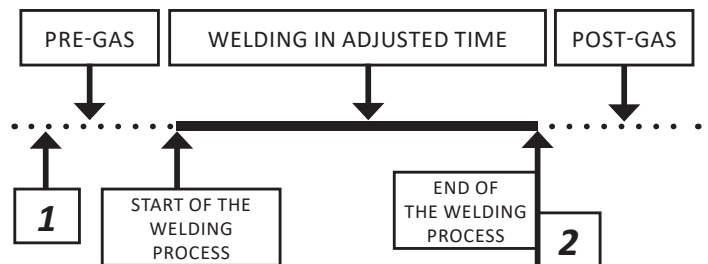 PRE-GAS
WELDING IN ADJUSTED TIME
POST-GAS
1
START OF THE
WELDING
PROCESS
END OF
THE WELDING
PROCESS
2